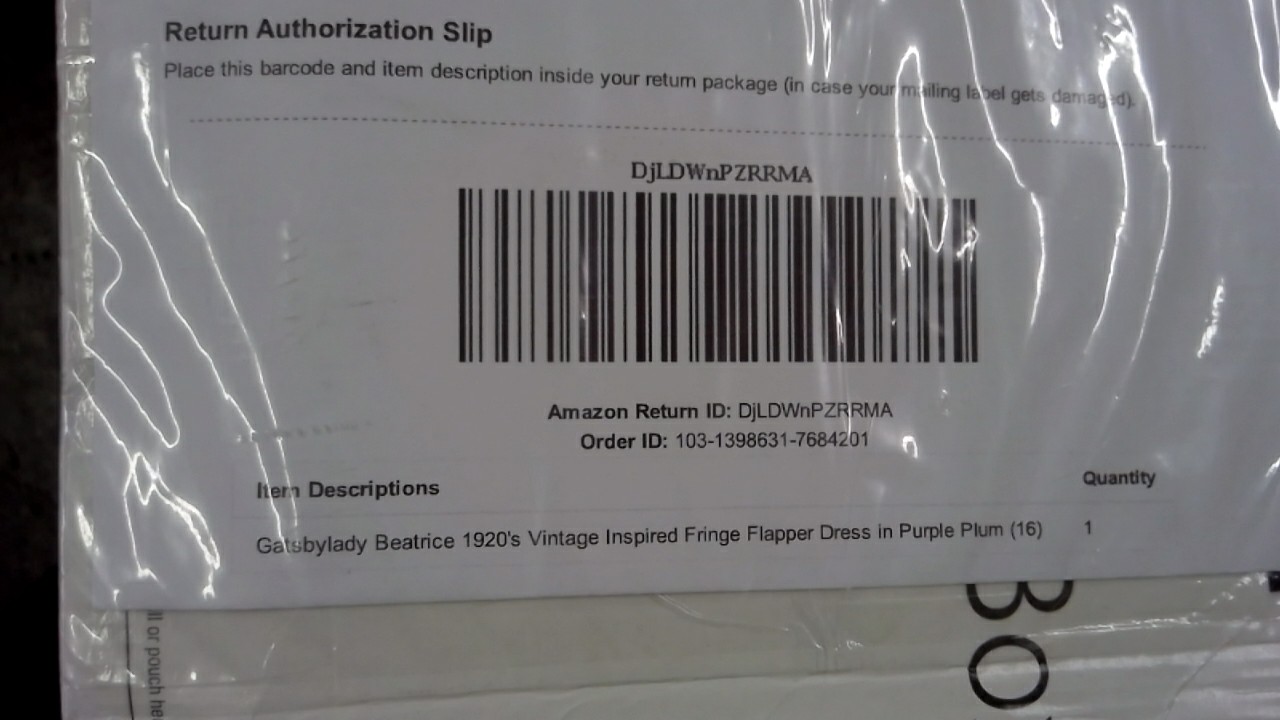 Return Authorization Slip
Place this barcode and item description inside your return package (in case your mailing label gets damaged).
DjLDWnPZRRMA
Amazon Return ID: DjLDWnPZRRMA
Order ID: 103-1398631-7684201
Item Descriptions Quantity
Gatsbylady Beatrice 1920's Vintage Inspired Fringe Flapper Dress in Purple Plum (16) 1
or pouch